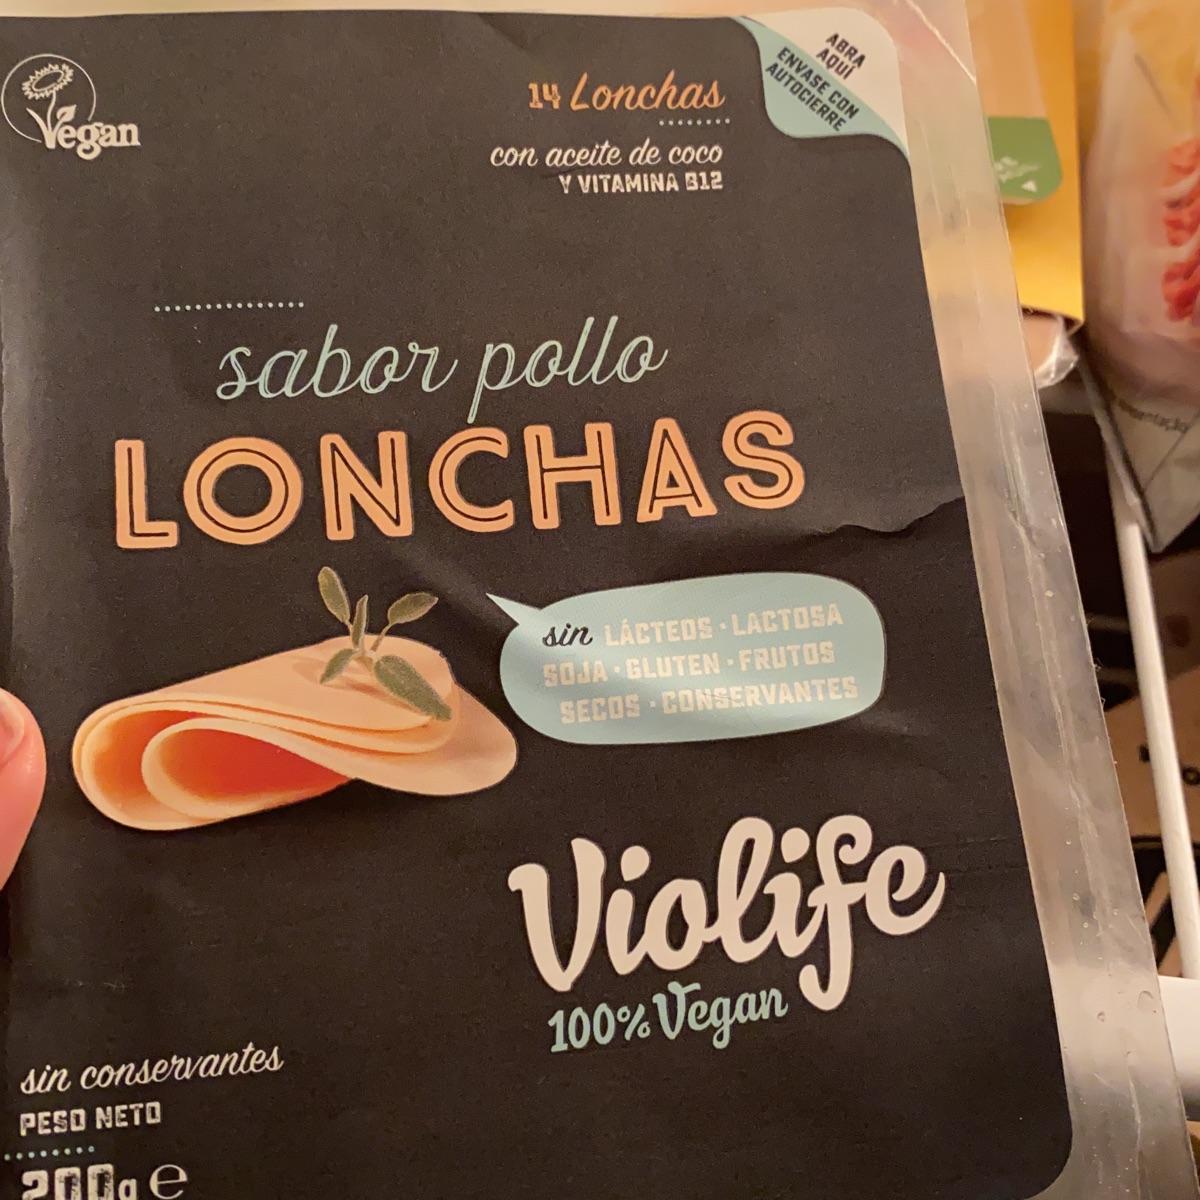 Vegan
14 Lonchas
con aceite de coco
Y VITAMINA B12
ABRA
AQUÍ
ENVASE CON
AUTOCIERRE
sabor pollo
LONCHAS
sin LÁCTEOS · LACTOSA
SOJA · GLUTEN · FRUTOS
SECOS · CONSERVANTES
Violife
100% Vegan
sin conservantes
PESO NETO
200g e